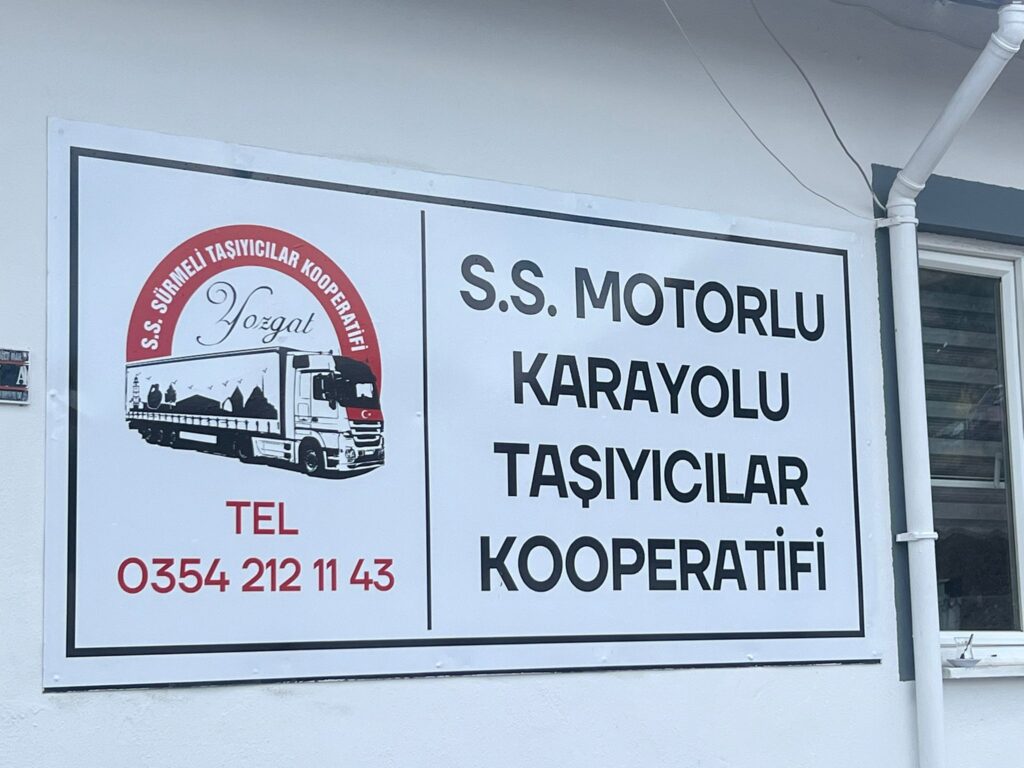 S.S. SÜRMELİ TAŞIYICILAR KOOPERATİFİ
Yozgat
TEL
0354 212 11 43
S.S. MOTORLU
KARAYOLU
TAŞIYICILAR
KOOPERATİFİ
A